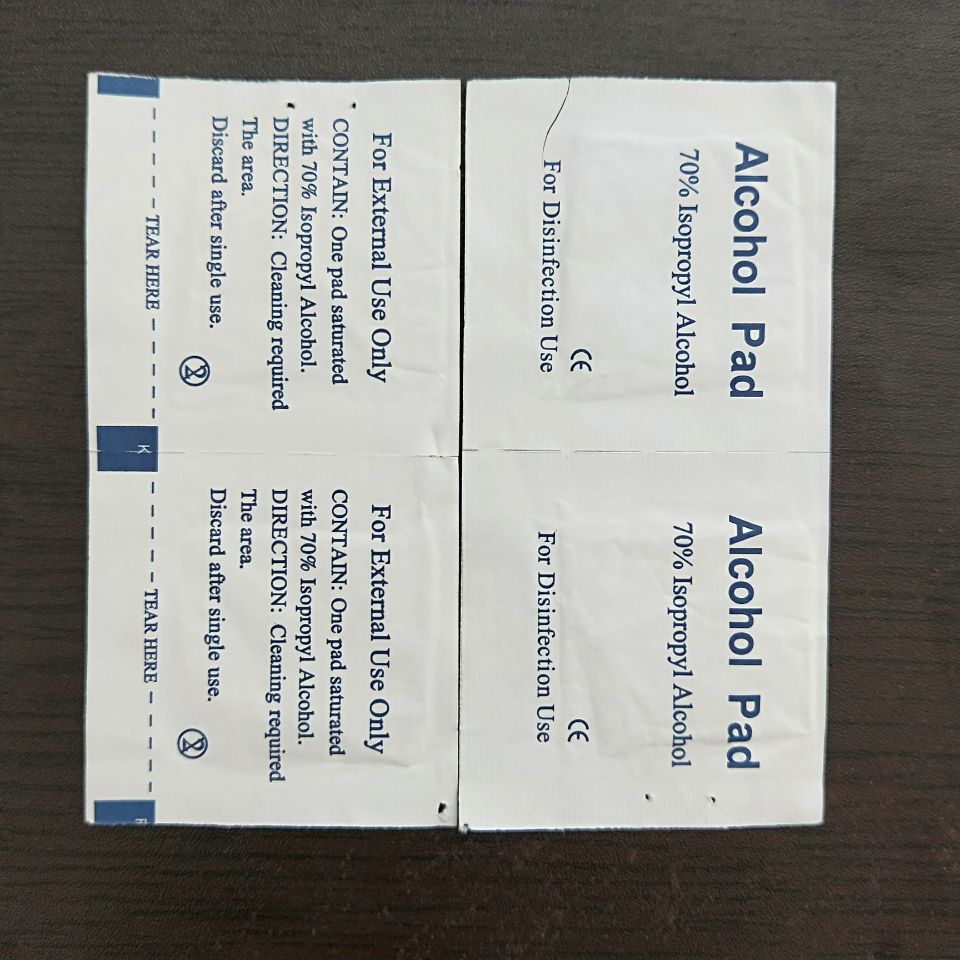 Alcohol Pad
70% Isopropyl Alcohol
CE
For Disinfection Use
Alcohol Pad
70% Isopropyl Alcohol
CE
For Disinfection Use
For External Use Only
CONTAIN: One pad saturated
with 70% Isopropyl Alcohol.
DIRECTION: Cleaning required
The area.
Discard after single use.
2
TEAR HERE
K
For External Use Only
CONTAIN: One pad saturated
with 70% Isopropyl Alcohol.
DIRECTION: Cleaning required
The area.
Discard after single use.
2
TEAR HERE